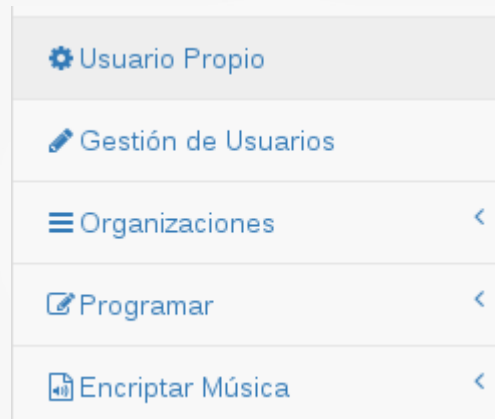 Usuario Propio
Gestión de Usuarios
Organizaciones
Programar
Encriptar Música